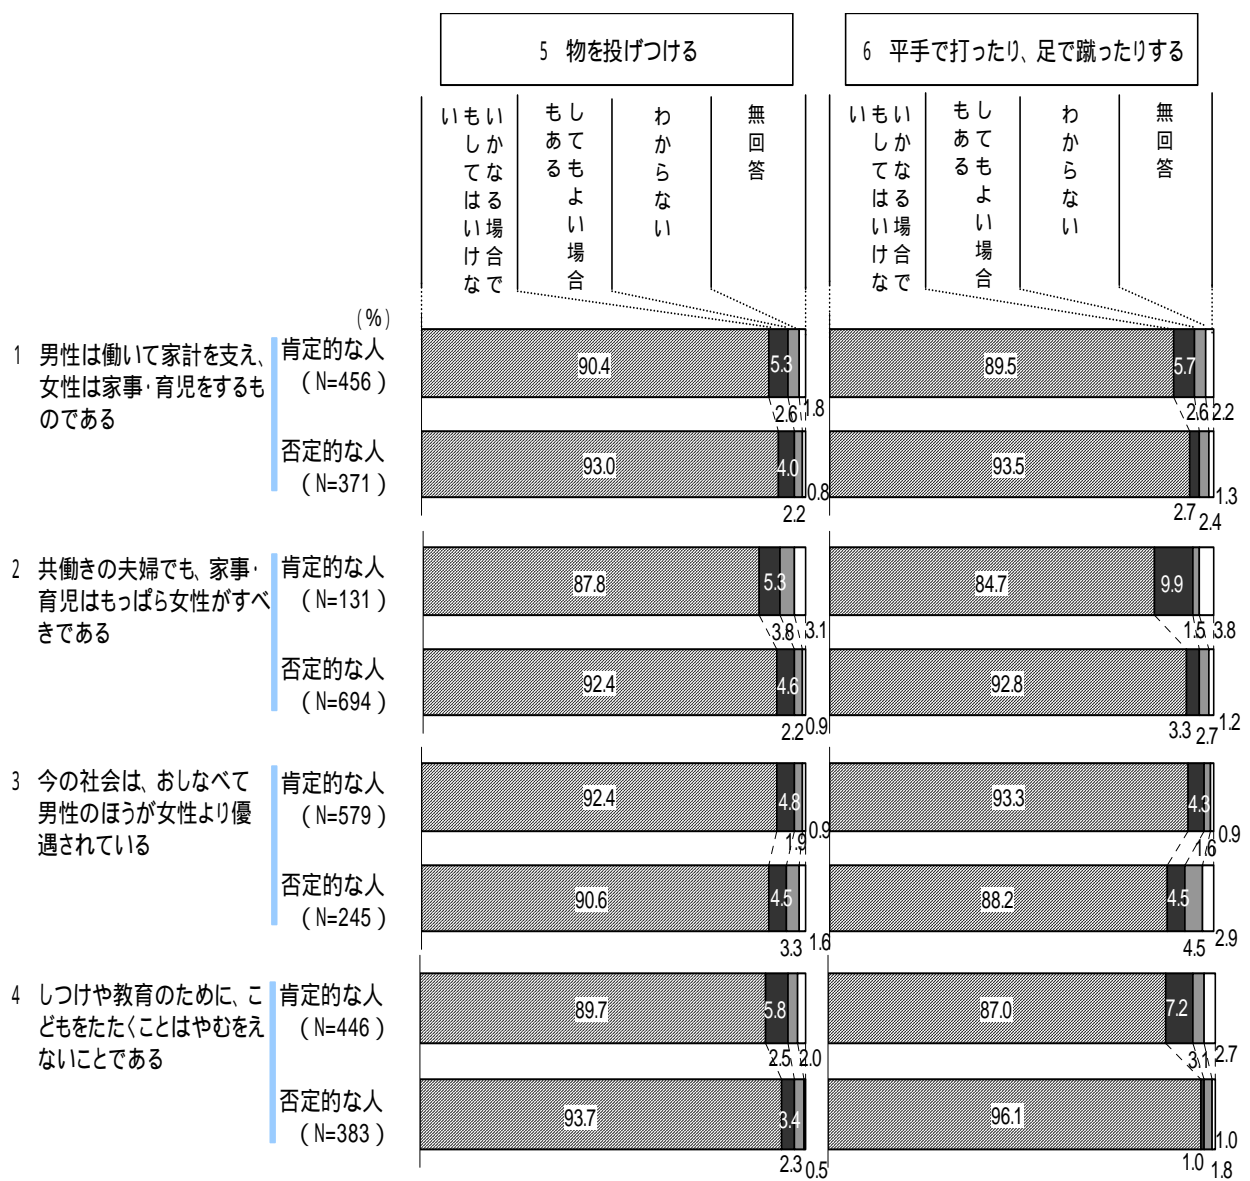 5 物を投げつける
6 平手で打ったり、足で蹴ったりする
いかなる場合で
もしてはいけな
い
してもよい場合
もある
わからない
無回答
いかなる場合で
もしてはいけな
い
してもよい場合
もある
わからない
無回答
(%)
1 男性は働いて家計を支え、
女性は家事・育児をするも
のである
肯定的な人
(N=456)
90.4
5.3
2.6
1.8
89.5
5.7
2.6
2.2
否定的な人
(N=371)
93.0
4.0
2.2
0.8
93.5
2.7
2.4
1.3
2 共働きの夫婦でも、家事・
育児はもっぱら女性がすべ
きである
肯定的な人
(N=131)
87.8
5.3
3.8
3.1
84.7
9.9
1.5
3.8
否定的な人
(N=694)
92.4
4.6
2.2
0.9
92.8
3.3
2.7
1.2
3 今の社会は、おしなべて
男性のほうが女性より優
遇されている
肯定的な人
(N=579)
92.4
4.8
1.9
0.9
93.3
4.3
1.6
0.9
否定的な人
(N=245)
90.6
4.5
3.3
1.6
88.2
4.5
4.5
2.9
4 しつけや教育のために、こ
どもをたたくことはやむをえ
ないことである
肯定的な人
(N=446)
89.7
5.8
2.5
2.0
87.0
7.2
3.1
2.7
否定的な人
(N=383)
93.7
3.4
2.3
0.5
96.1
1.0
1.8
1.0